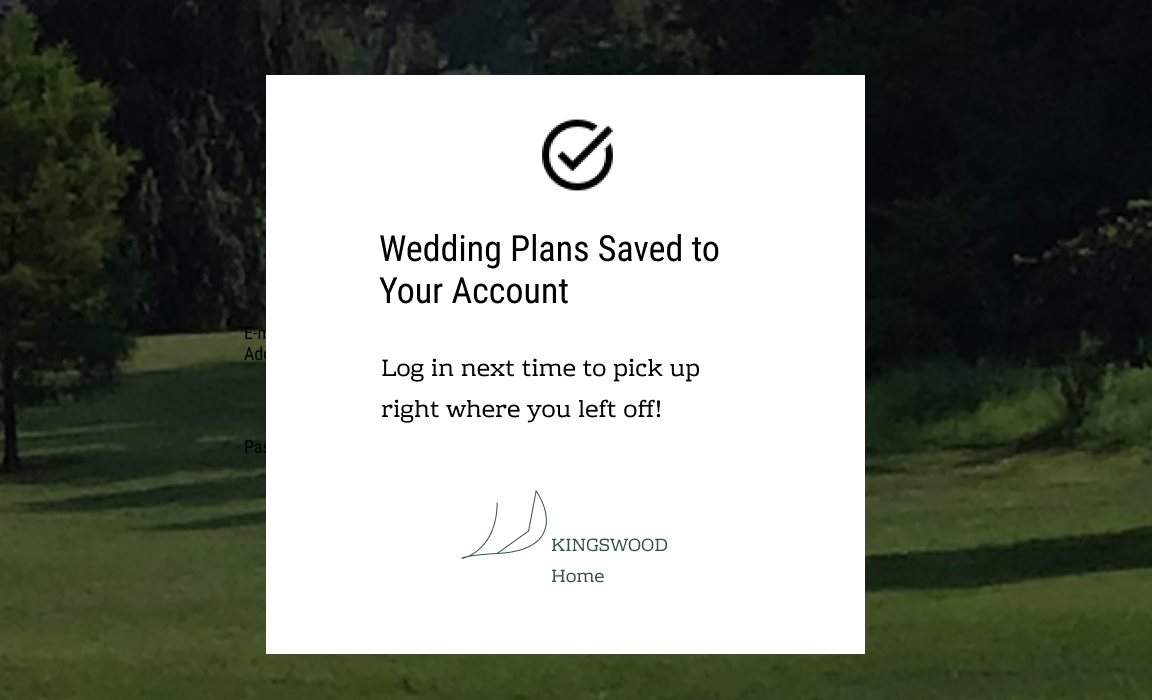 Wedding Plans Saved to
Your Account
Log in next time to pick up
right where you left off!
KINGSWOOD
Home